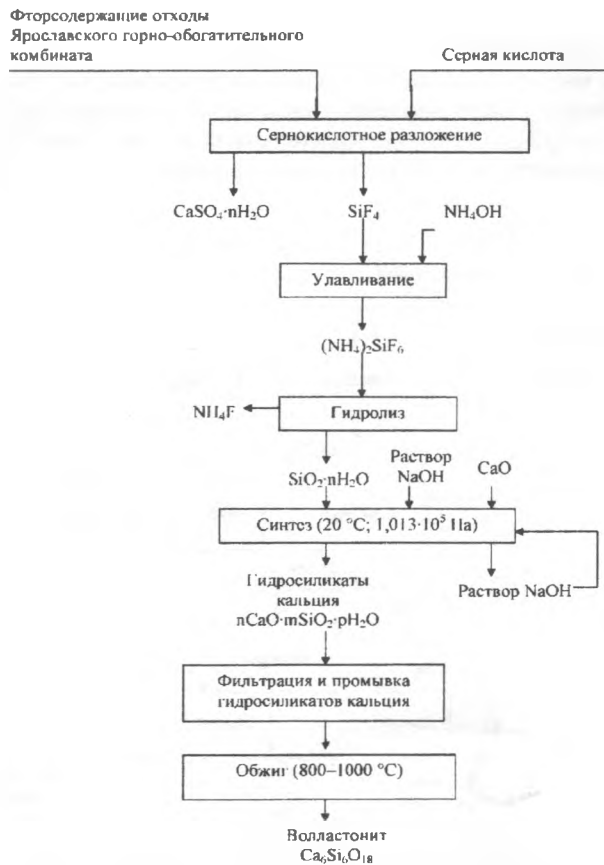 Фторсодержащие отходы
Ярославского горно-обогатительного
комбината
Серная кислота
Сернокислотное разложение
CaSO₄·nH₂O
SiF₄
NH₄OH
Улавливание
(NH₄)₂SiF₆
NH₄F
Гидролиз
SiO₂·nH₂O
Раствор
NaOH
CaO
Синтез (20 °C; 1,013·10⁵ Па)
Гидросиликаты
кальция
nCaO·mSiO₂·pH₂O
Раствор NaOH
Фильтрация и промывка
гидросиликатов кальция
Обжиг (800–1000 °C)
Волластонит
Ca₆Si₆O₁₈